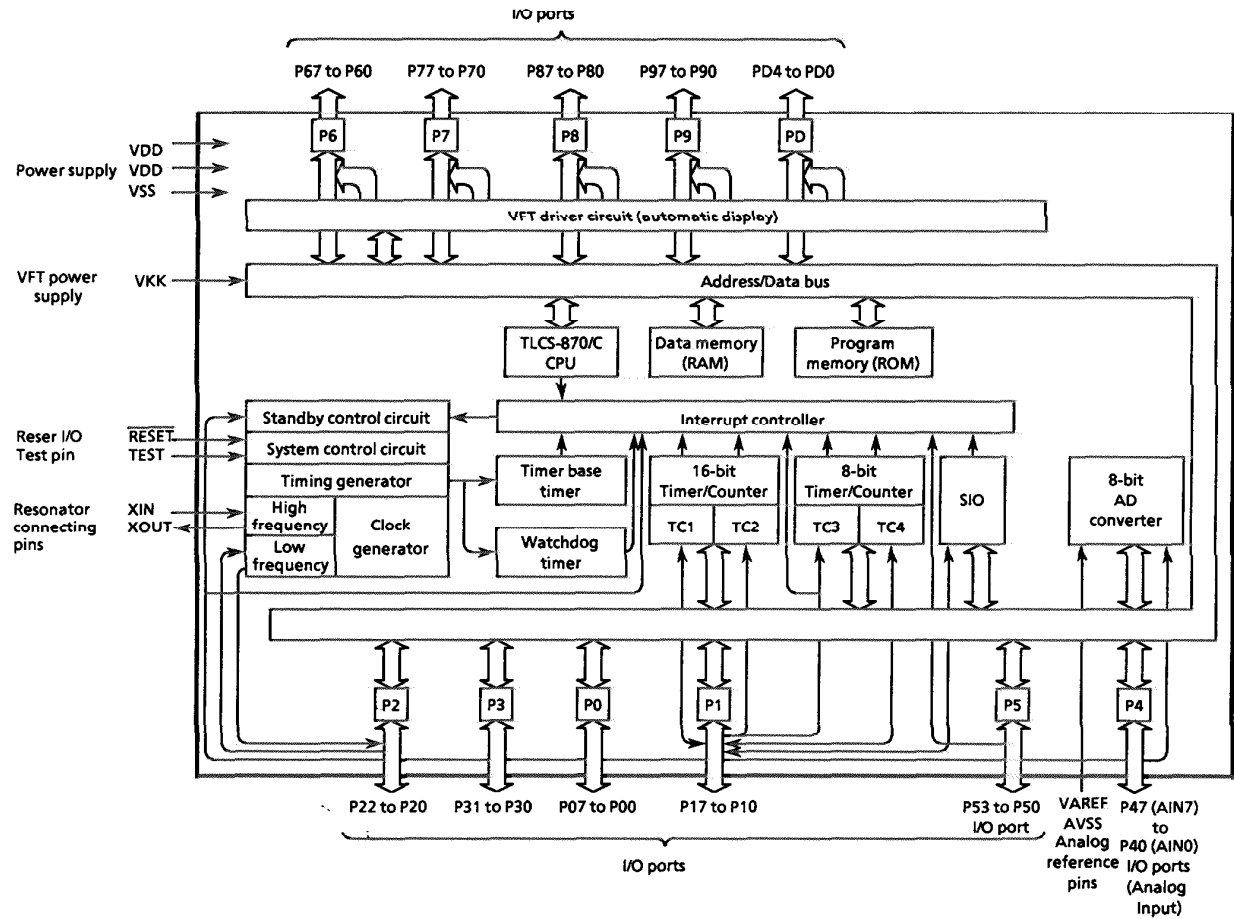 I/O ports
P67 to P60
P77 to P70
P87 to P80
P97 to P90
PD4 to PD0
P6
P7
P8
P9
PD
Power supply
VDD
VDD
VSS
VFT driver circuit (automatic display)
VFT power
supply
VKK
Address/Data bus
TLCS-870/C
CPU
Data memory
(RAM)
Program
memory (ROM)
Standby control circuit
Interrupt controller
Reser I/O
Test pin
RESET
TEST
System control circuit
Timing generator
Timer base
timer
16-bit
Timer/Counter
TC1
TC2
8-bit
Timer/Counter
TC3
TC4
SIO
8-bit
AD
converter
Resonator
connecting
pins
XIN
XOUT
High
frequency
Low
frequency
Clock
generator
Watchdog
timer
P2
P3
P0
P1
P5
P4
P22 to P20
P31 to P30
P07 to P00
P17 to P10
P53 to P50
I/O port
VAREF
AVSS
Analog
reference
pins
P47 (AIN7)
to
P40 (AIN0)
I/O ports
(Analog
Input)
I/O ports